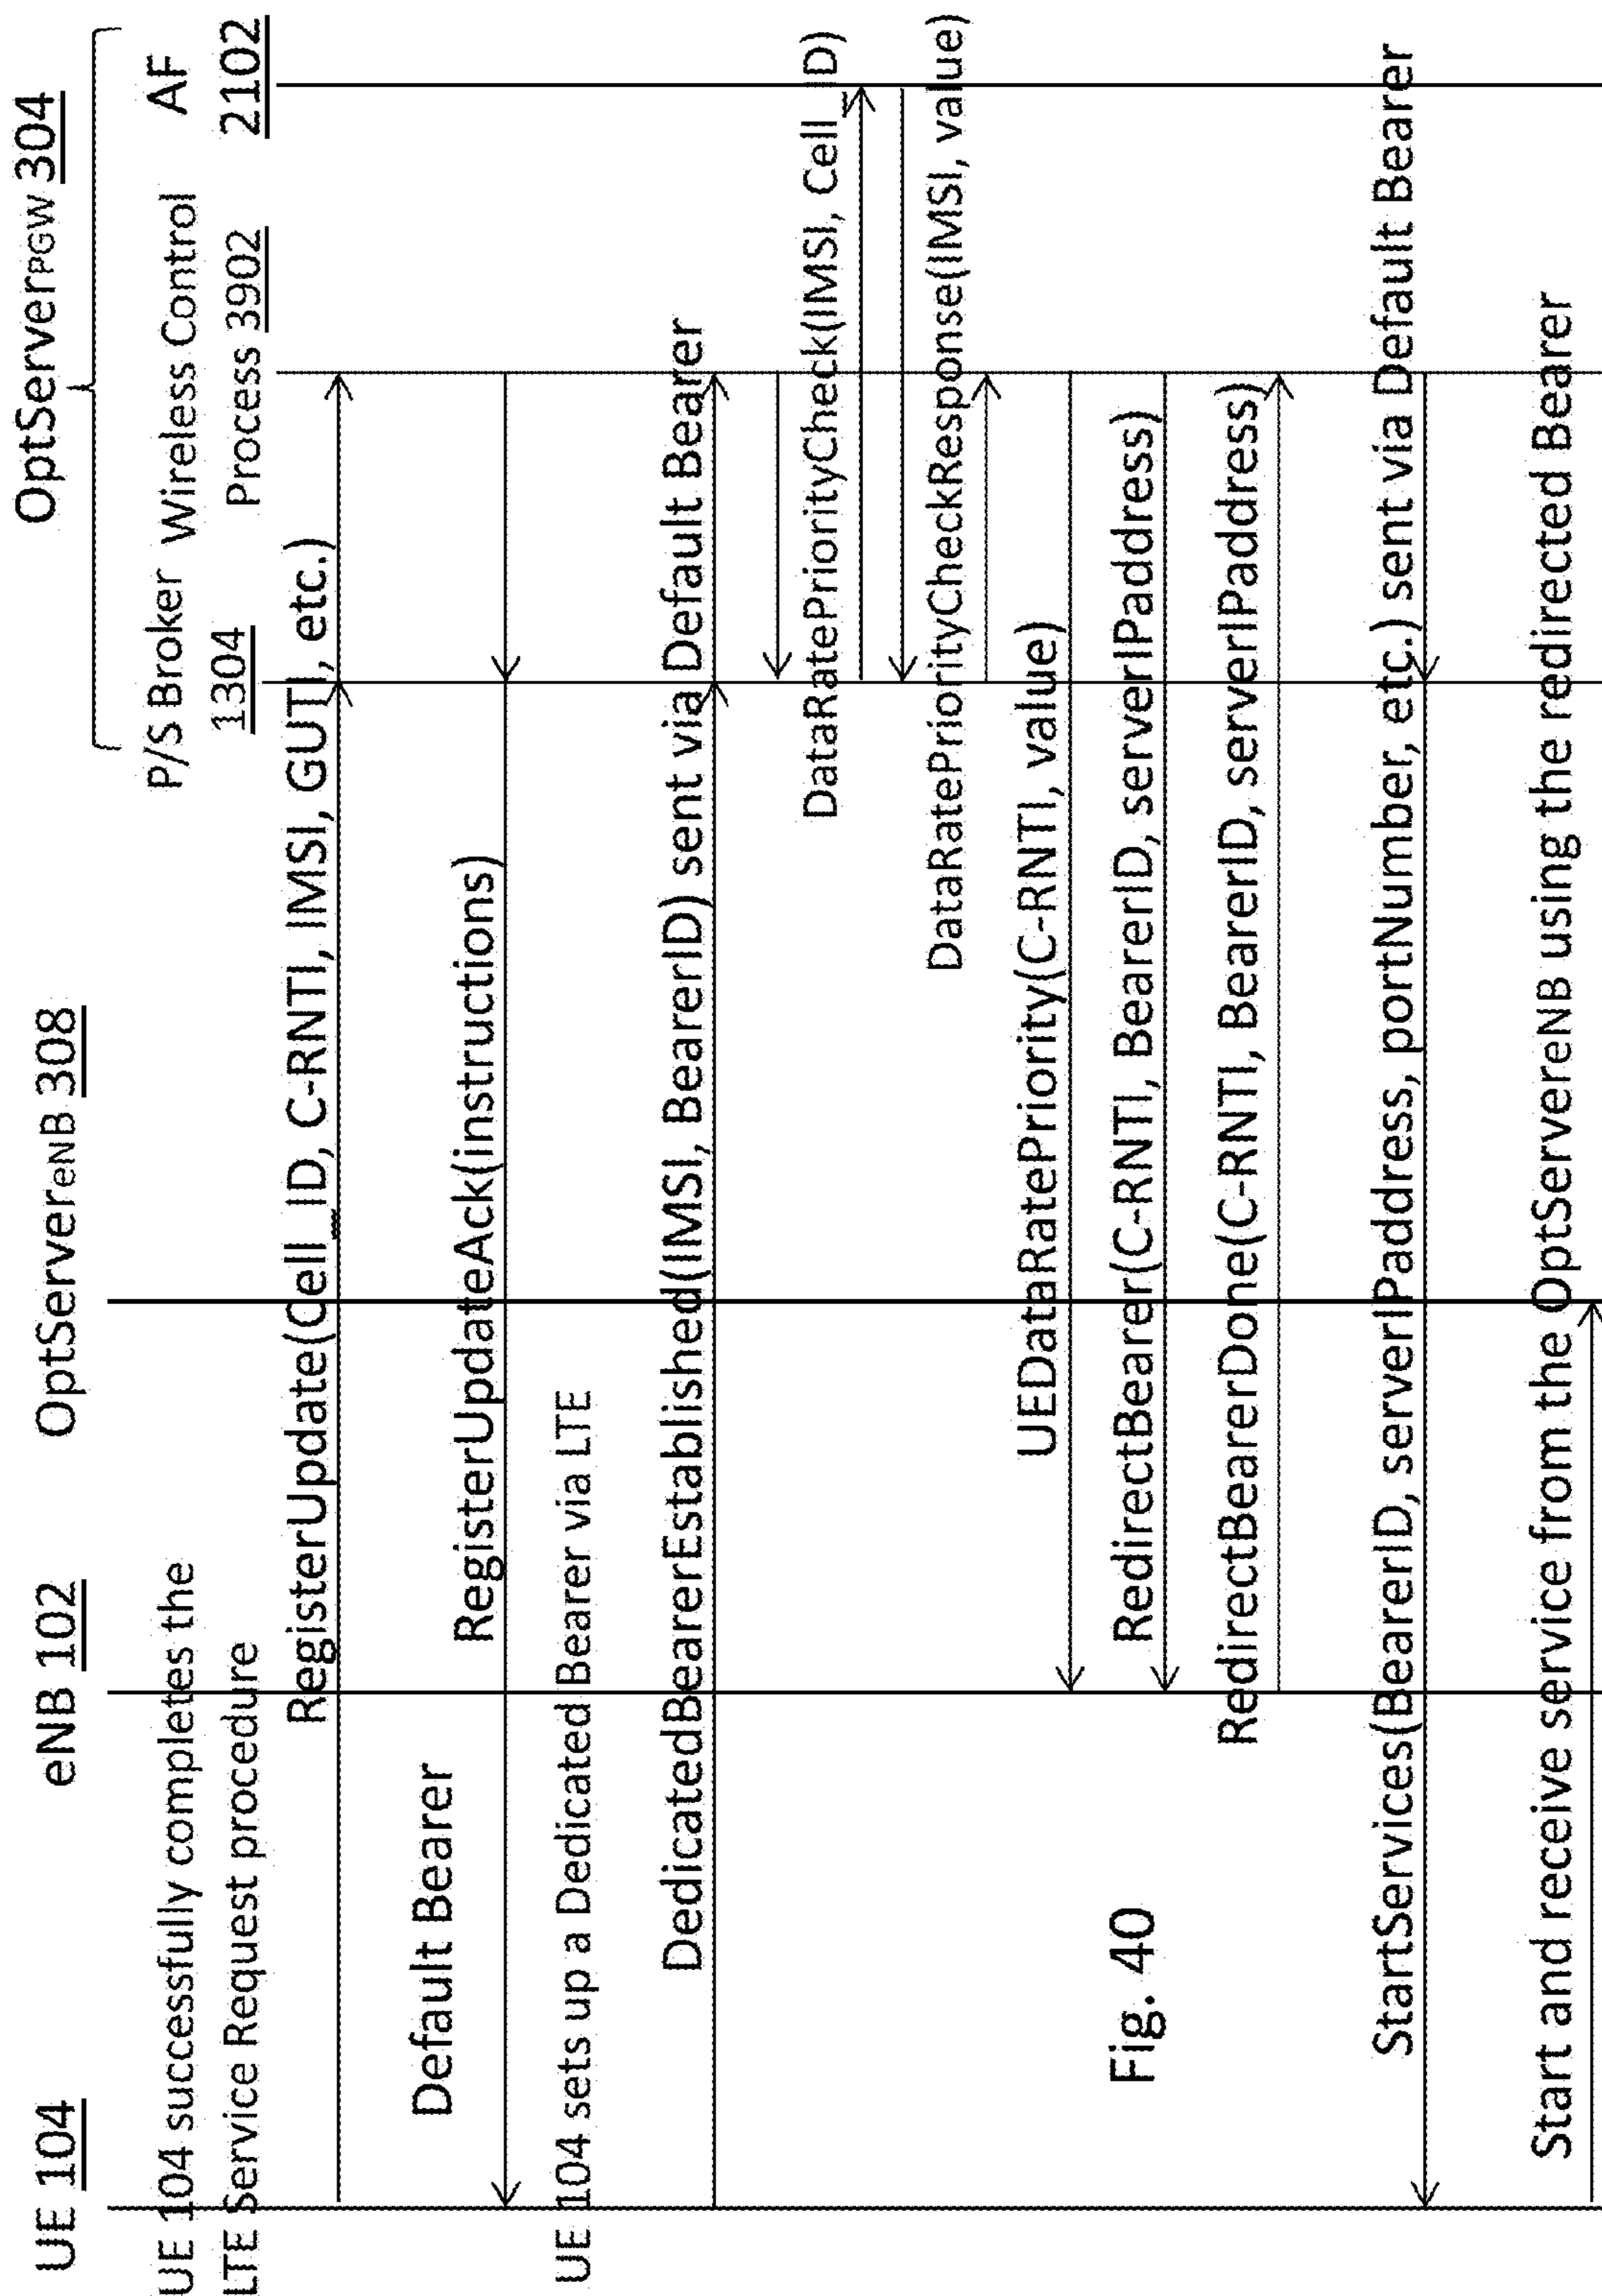 OptServerPGW 304
UE 104
eNB 102
OptServereNB 308
P/S Broker
1304
Wireless Control
Process 3902
AF
2102
UE 104 successfully completes the
LTE Service Request procedure
RegisterUpdate(Cell_ID, C-RNTI, IMSI, GUTI, etc.)
Default Bearer
RegisterUpdateAck(instructions)
UE 104 sets up a Dedicated Bearer via LTE
DedicatedBearerEstablished(IMSI, BearerID) sent via Default Bearer
DataRatePriorityCheck(IMSI, Cell_ID)
DataRatePriorityCheckResponse(IMSI, value)
UEDataRatePriority(C-RNTI, value)
RedirectBearer(C-RNTI, BearerID, serverIPaddress)
RedirectBearerDone(C-RNTI, BearerID, serverIPaddress)
StartServices(BearerID, serverIPaddress, portNumber, etc.) sent via Default Bearer
Start and receive service from the OptServereNB using the redirected Bearer
Fig. 40